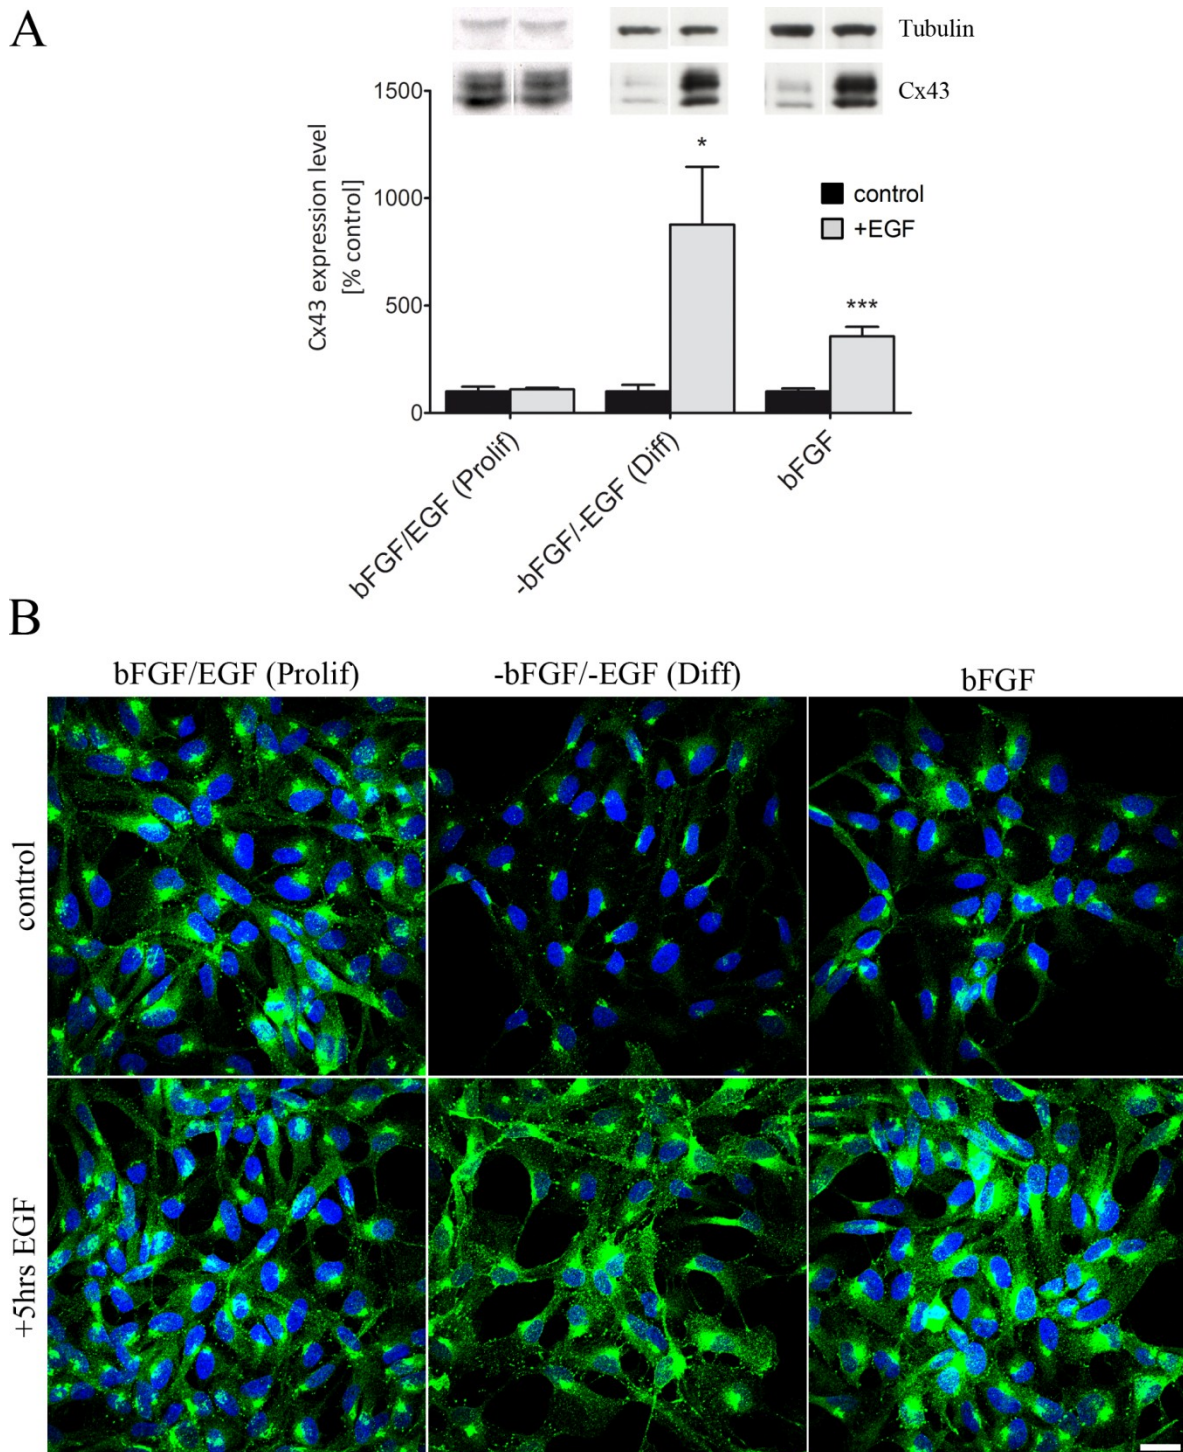 A
Tubulin
Cx43
Cx43 expression level
[% control]
1500
1000
500
0
*
***
control
+EGF
bFGF/EGF (Prolif)
-bFGF/-EGF (Diff)
bFGF
B
bFGF/EGF (Prolif)
-bFGF/-EGF (Diff)
bFGF
control
+5hrs EGF